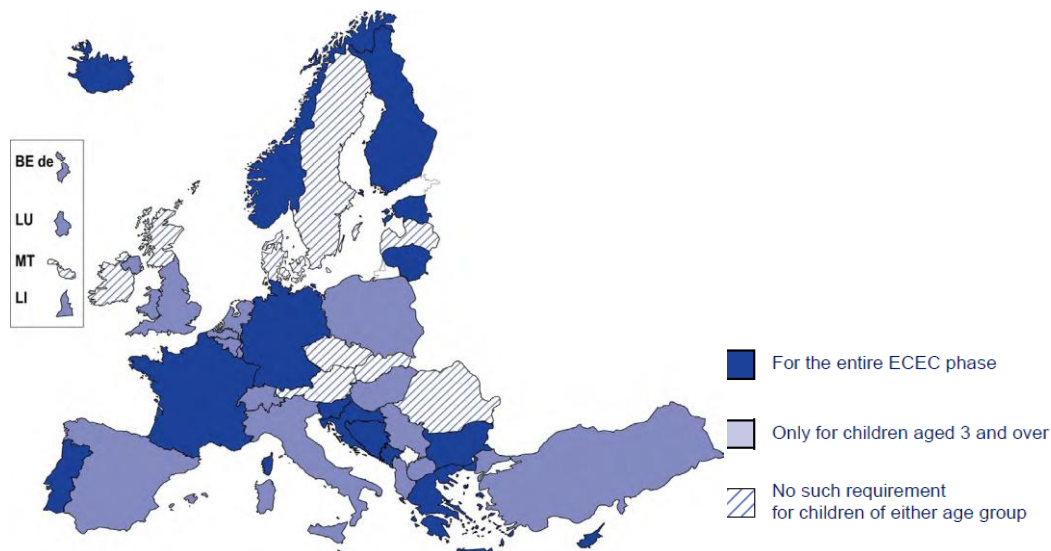 BE de
LU
MT
LI
For the entire ECEC phase
Only for children aged 3 and over
No such requirement
for children of either age group